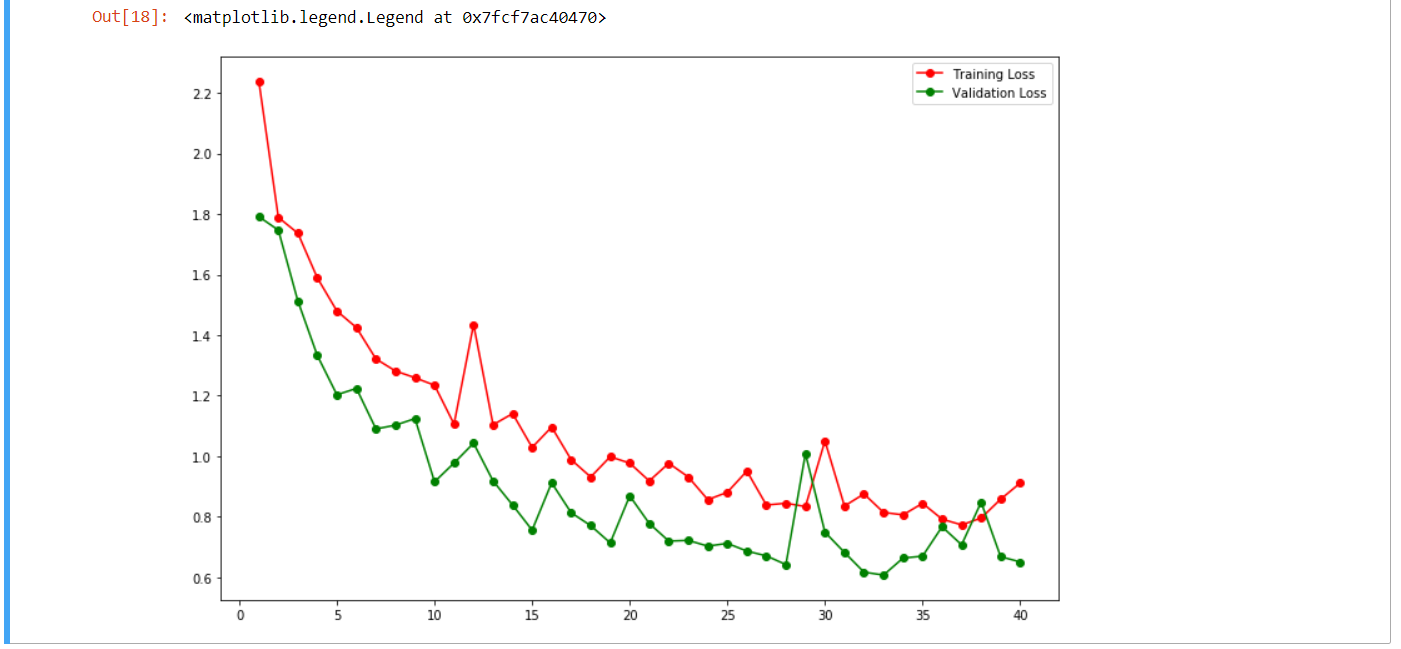 Out[18]: <matplotlib.legend.Legend at 0x7fcf7ac40470>
Training Loss
Validation Loss
2.2
2.0
1.8
1.6
1.4
1.2
1.0
0.8
0.6
0 5 10 15 20 25 30 35 40